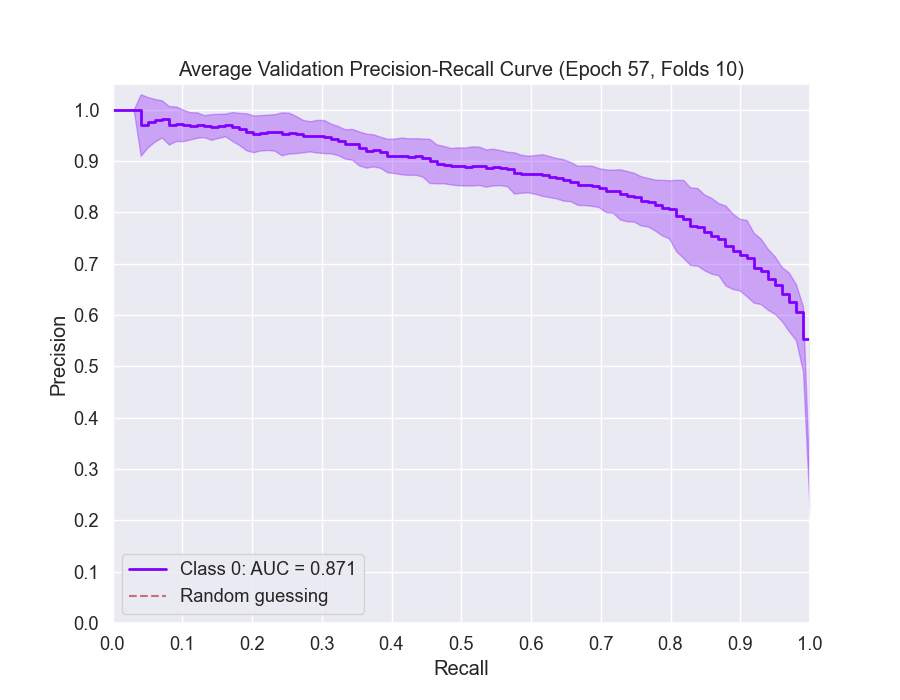 Average Validation Precision-Recall Curve (Epoch 57, Folds 10)
1.0
0.9
0.8
0.7
0.6
0.5
0.4
0.3
0.2
0.1
0.0
Precision
Class 0: AUC = 0.871
Random guessing
0.0 0.1 0.2 0.3 0.4 0.5 0.6 0.7 0.8 0.9 1.0
Recall